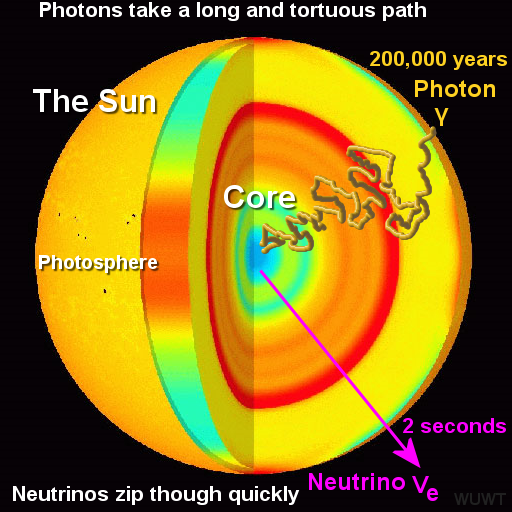 Photons take a long and tortuous path
200,000 years
Photon
γ
The Sun
Core
Photosphere
2 seconds
Neutrino Ve
Neutrinos zip though quickly
WUWT